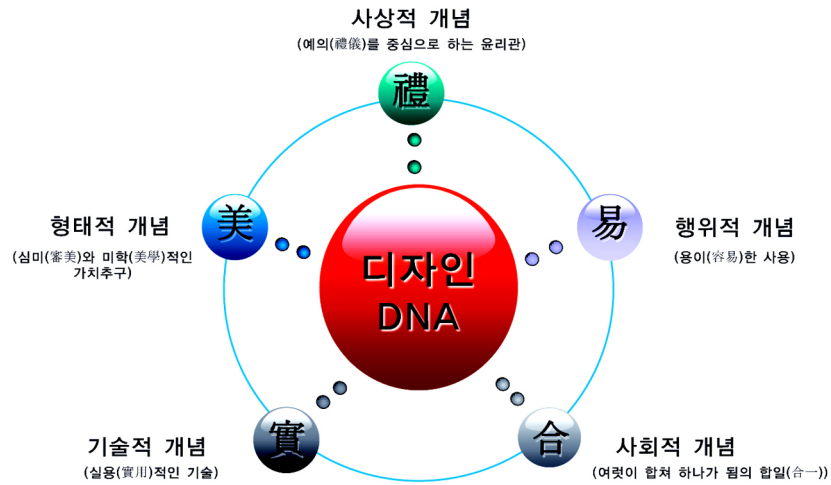 사상적 개념
(예의(禮儀)를 중심으로 하는 윤리관)
禮
형태적 개념
(심미(審美)와 미학(美學)적인
가치추구)
美
易
행위적 개념
(용이(容易)한 사용)
디자인
DNA
기술적 개념
(실용(實用)적인 기술)
實
合
사회적 개념
(여럿이 합쳐 하나가 됨의 합일(合一))